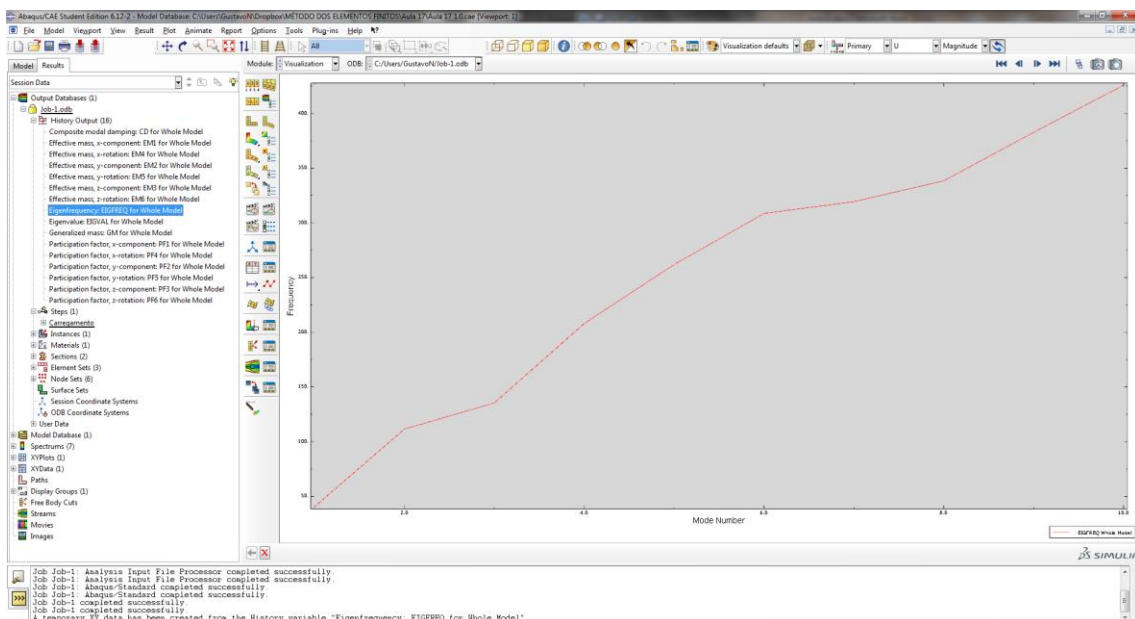 Abaqus/CAE Student Edition 6.12-2 - Model Database: C:\Users\GustavoN\Dropbox\MÉTODO DOS ELEMENTOS FINITOS\Aula 17\Aula 17 1.0.cae [Viewport: 1]
File Model Viewport View Result Plot Animate Report Options Tools Plug-ins Help
All Visualization defaults Primary U Magnitude
Model Results Module: Visualization ODB: C:/Users/GustavoN/Job-1.odb
Session Data
Output Databases (1)
Job-1.odb
History Output (16)
Composite modal damping: CD for Whole Model
Effective mass, x-component: EM1 for Whole Model
Effective mass, x-rotation: EM4 for Whole Model
Effective mass, y-component: EM2 for Whole Model
Effective mass, y-rotation: EM5 for Whole Model
Effective mass, z-component: EM3 for Whole Model
Effective mass, z-rotation: EM6 for Whole Model
Eigenfrequency: EIGFREQ for Whole Model
Eigenvalue: EIGVAL for Whole Model
Generalized mass: GM for Whole Model
Participation factor, x-component: PF1 for Whole Model
Participation factor, x-rotation: PF4 for Whole Model
Participation factor, y-component: PF2 for Whole Model
Participation factor, y-rotation: PF5 for Whole Model
Participation factor, z-component: PF3 for Whole Model
Participation factor, z-rotation: PF6 for Whole Model
Steps (1)
Carregamento
Instances (1)
Materials (1)
Sections (2)
Element Sets (3)
Node Sets (6)
Surface Sets
Session Coordinate Systems
ODB Coordinate Systems
User Data
Model Database (1)
Spectrums (7)
XYPlots (1)
XYData (1)
Paths
Display Groups (1)
Free Body Cuts
Streams
Movies
Images
400.
350.
300.
250.
200.
150.
100.
50.
Frequency
2.0 4.0 6.0 8.0 10.0
Mode Number
EIGFREQ Whole Model
SIMULIA
Job Job-1: Analysis Input File Processor completed successfully.
Job Job-1: Analysis Input File Processor completed successfully.
Job Job-1: Abaqus/Standard completed successfully.
Job Job-1: Abaqus/Standard completed successfully.
Job Job-1 completed successfully.
Job Job-1 completed successfully.
A temporary XY data has been created from the History variable "Eigenfrequency: EIGFREQ for Whole Model"